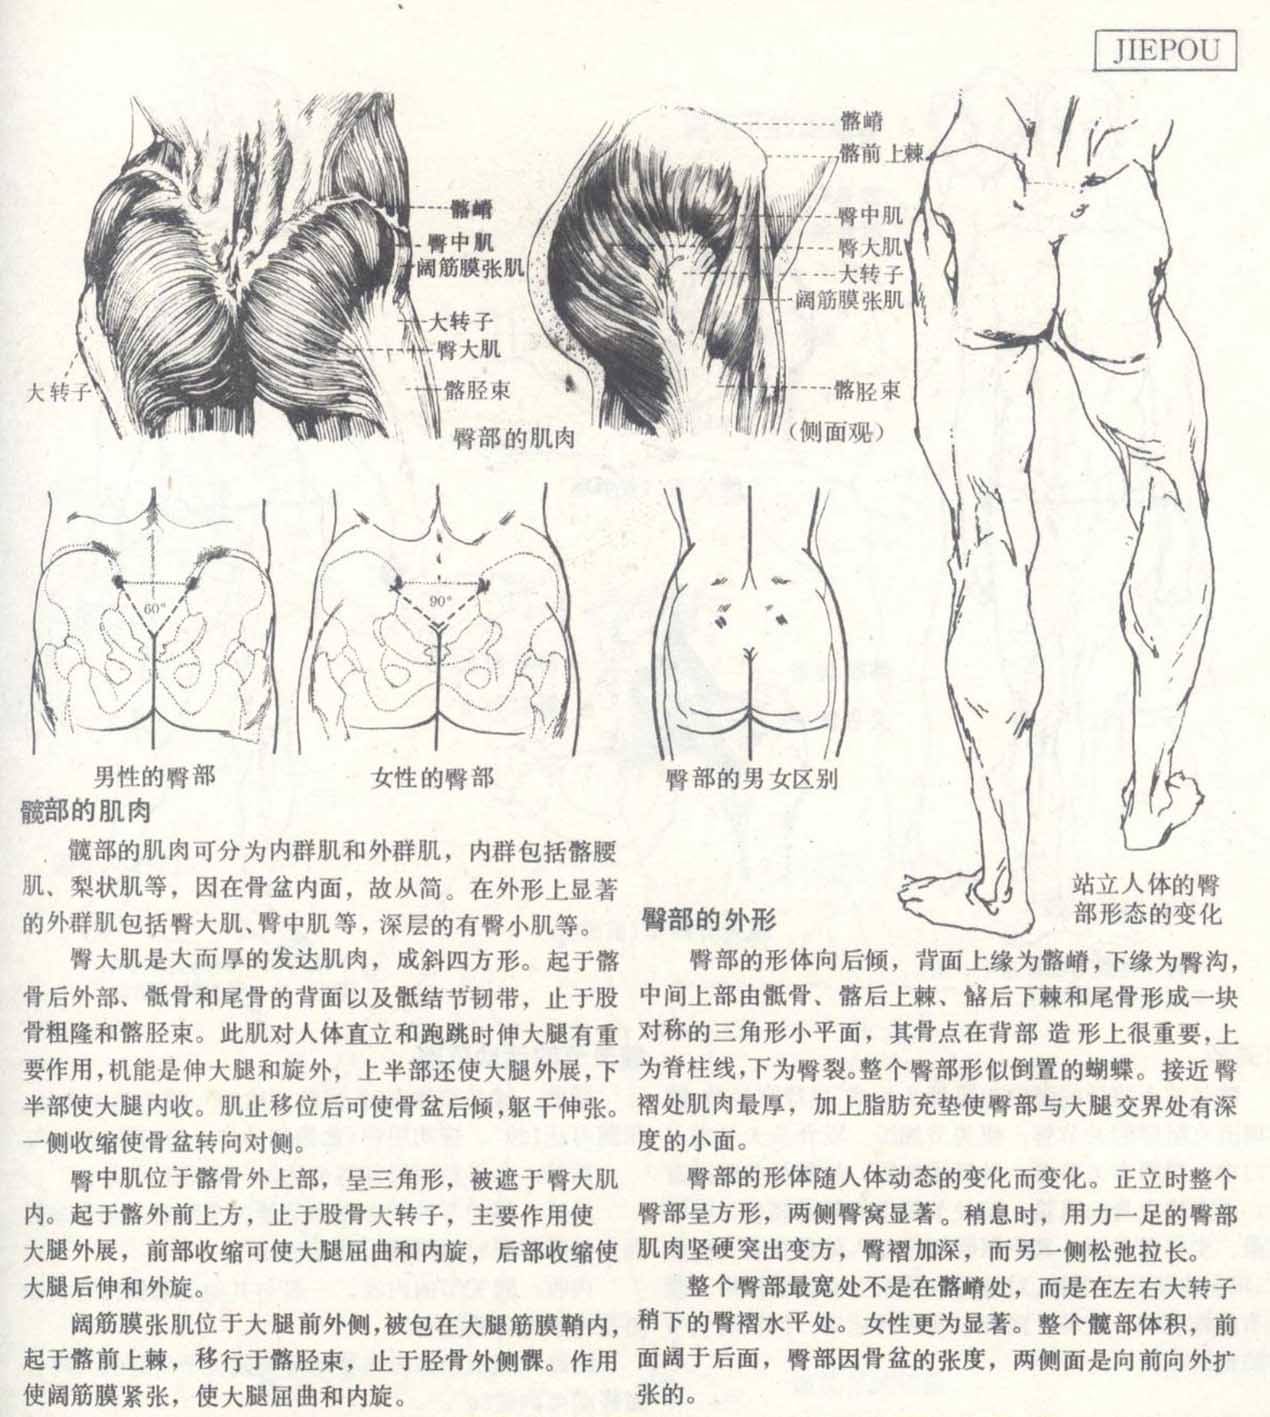 JIEPOU
髂嵴
臀中肌
阔筋膜张肌
大转子
臀大肌
髂胫束
大转子
臀部的肌肉
髂嵴
髂前上棘
臀中肌
臀大肌
大转子
阔筋膜张肌
髂胫束
(侧面观)
60°
90°
男性的臀部
女性的臀部
臀部的男女区别
站立人体的臀
部形态的变化
髋部的肌肉
髋部的肌肉可分为内群肌和外群肌，内群包括髂腰
肌、梨状肌等，因在骨盆内面，故从简。在外形上显著
的外群肌包括臀大肌、臀中肌等，深层的有臀小肌等。
臀大肌是大而厚的发达肌肉，成斜四方形。起于髂
骨后外部、骶骨和尾骨的背面以及骶结节韧带，止于股
骨粗隆和髂胫束。此肌对人体直立和跑跳时伸大腿有重
要作用，机能是伸大腿和旋外，上半部还使大腿外展，下
半部使大腿内收。肌止移位后可使骨盆后倾，躯干伸张。
一侧收缩使骨盆转向对侧。
臀中肌位于髂骨外上部，呈三角形，被遮于臀大肌
内。起于髂外前上方，止于股骨大转子，主要作用使
大腿外展，前部收缩可使大腿屈曲和内旋，后部收缩使
大腿后伸和外旋。
阔筋膜张肌位于大腿前外侧，被包在大腿筋膜鞘内，
起于髂前上棘，移行于髂胫束，止于胫骨外侧髁。作用
使阔筋膜紧张，使大腿屈曲和内旋。
臀部的外形
臀部的形体向后倾，背面上缘为髂嵴，下缘为臀沟，
中间上部由骶骨、髂后上棘、髂后下棘和尾骨形成一块
对称的三角形小平面，其骨点在背部造形上很重要，上
为脊柱线，下为臀裂。整个臀部形似倒置的蝴蝶。接近臀
褶处肌肉最厚，加上脂肪充垫使臀部与大腿交界处有深
度的小面。
臀部的形体随人体动态的变化而变化。正立时整个
臀部呈方形，两侧臀窝显著。稍息时，用力一足的臀部
肌肉坚硬突出变方，臀褶加深，而另一侧松弛拉长。
整个臀部最宽处不是在髂嵴处，而是在左右大转子
稍下的臀褶水平处。女性更为显著。整个髋部体积，前
面阔于后面，臀部因骨盆的张度，两侧面是向前向外扩
张的。